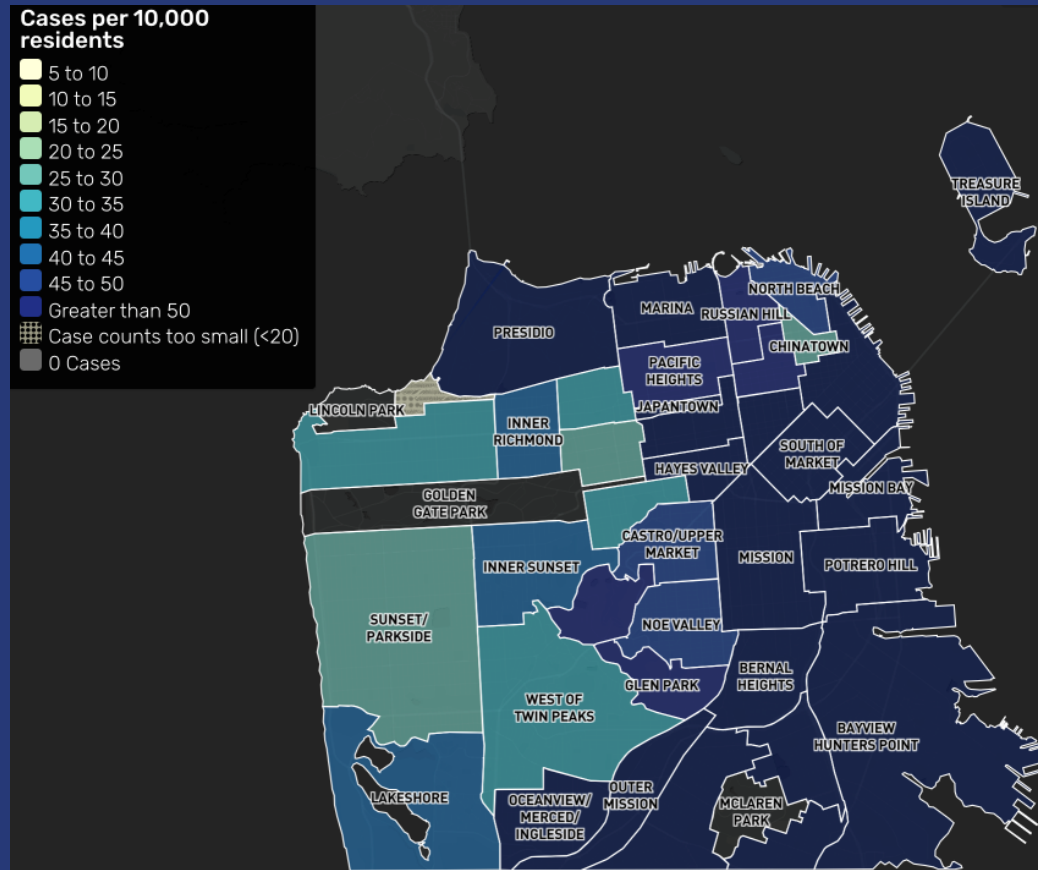 Cases per 10,000
residents
5 to 10
10 to 15
15 to 20
20 to 25
25 to 30
30 to 35
35 to 40
40 to 45
45 to 50
Greater than 50
Case counts too small (<20)
0 Cases
TREASURE
ISLAND
NORTH BEACH
MARINA
RUSSIAN HILL
PRESIDIO
CHINATOWN
PACIFIC
HEIGHTS
LINCOLN PARK
JAPANTOWN
INNER
RICHMOND
SOUTH OF
MARKET
HAYES VALLEY
MISSION BAY
GOLDEN
GATE PARK
CASTRO/UPPER
MARKET
MISSION
POTRERO HILL
INNER SUNSET
SUNSET/
PARKSIDE
NOE VALLEY
BERNAL
HEIGHTS
GLEN PARK
WEST OF
TWIN PEAKS
BAYVIEW
HUNTERS POINT
LAKESHORE
OUTER
MISSION
OCEANVIEW/
MERCED/
INGLESIDE
MCLAREN
PARK